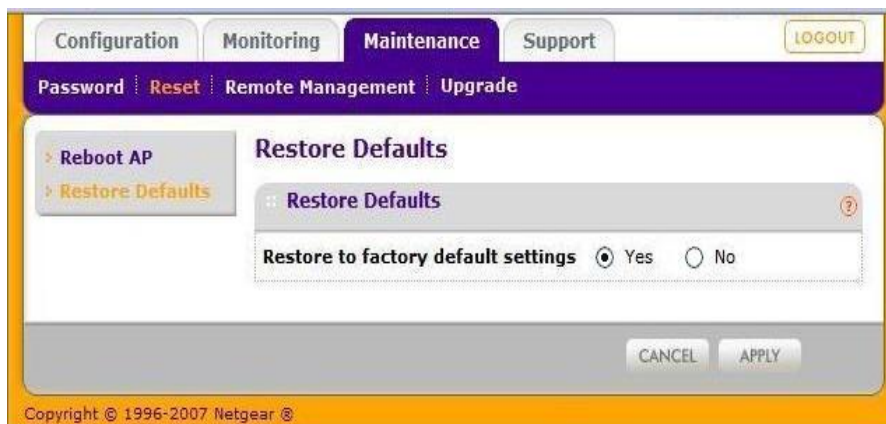 Configuration Monitoring Maintenance Support LOGOUT
Password Reset Remote Management Upgrade
Reboot AP
Restore Defaults
Restore Defaults
Restore Defaults ?
Restore to factory default settings Yes No
CANCEL APPLY
Copyright © 1996-2007 Netgear ®